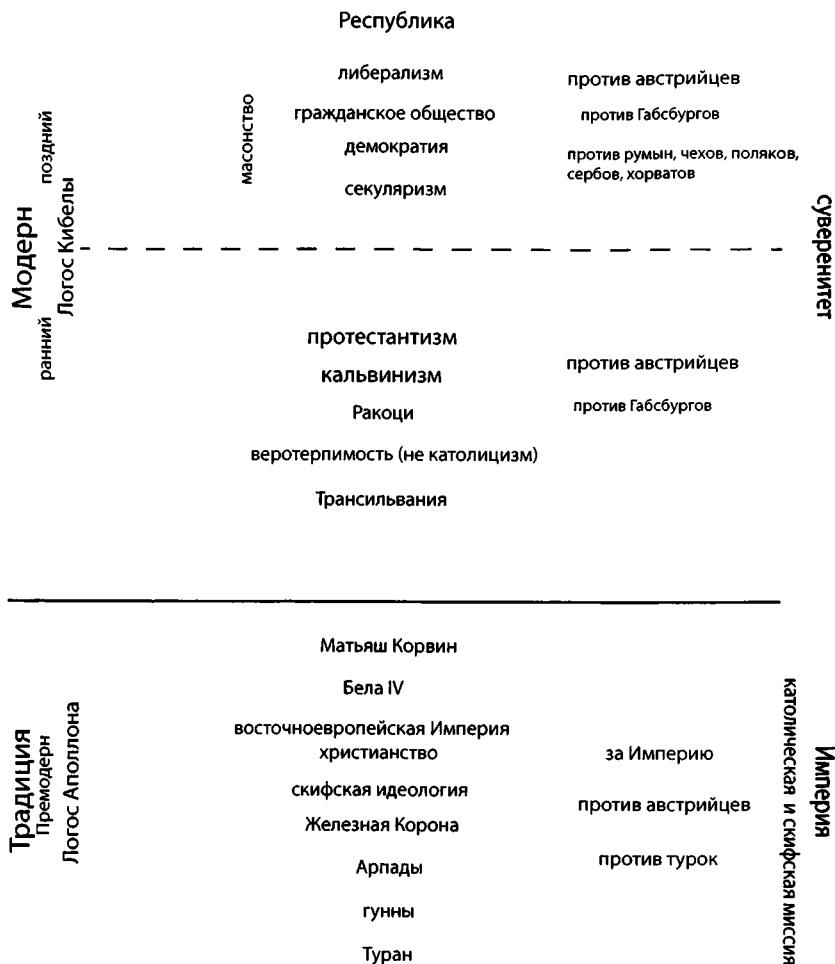 Республика
либерализм
против австрийцев
масонство
гражданское общество
против Габсбургов
поздний
демократия
против румын, чехов, поляков,
сербов, хорватов
секуляризм
Модерн
Логос Кибелы
суверенитет
ранний
протестантизм
против австрийцев
кальвинизм
против Габсбургов
Ракоци
веротерпимость (не католицизм)
Трансильвания
Матьяш Корвин
Бела IV
восточноевропейская Империя
христианство
за Империю
Традиция
Премодерн
Логос Аполлона
скифская идеология
против австрийцев
Железная Корона
против турок
Арпады
гунны
Туран
католическая и скифская миссия
Империя